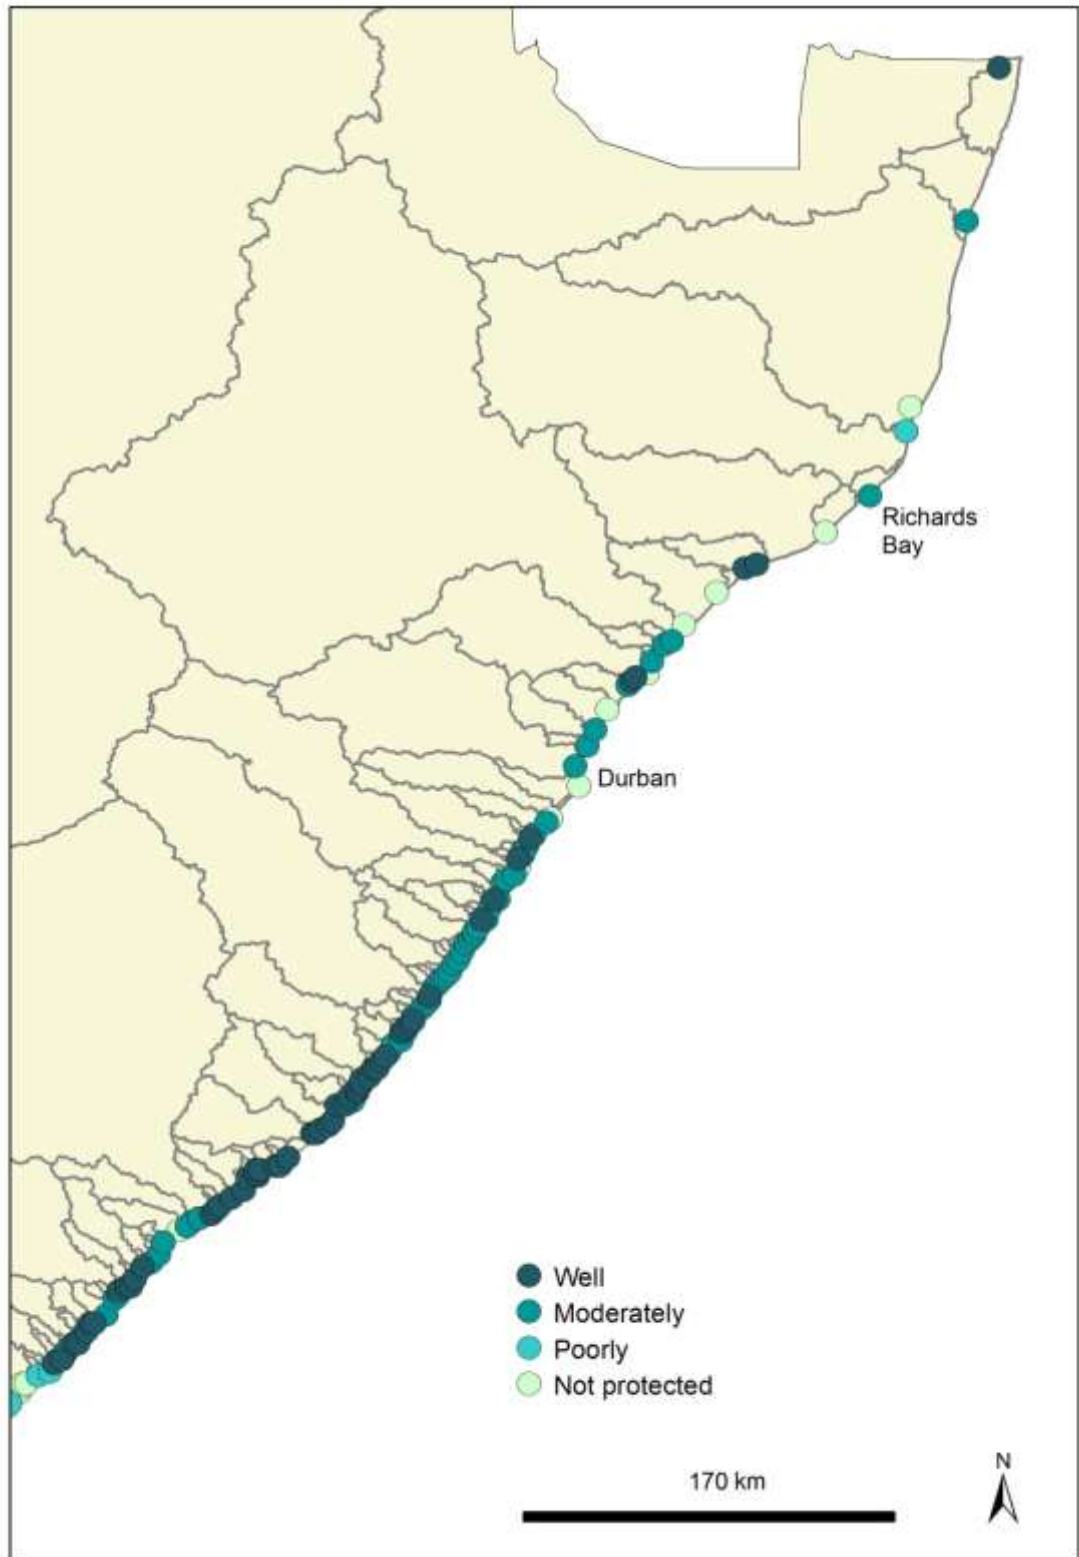 Richards
Bay
Durban
Well
Moderately
Poorly
Not protected
170 km
N